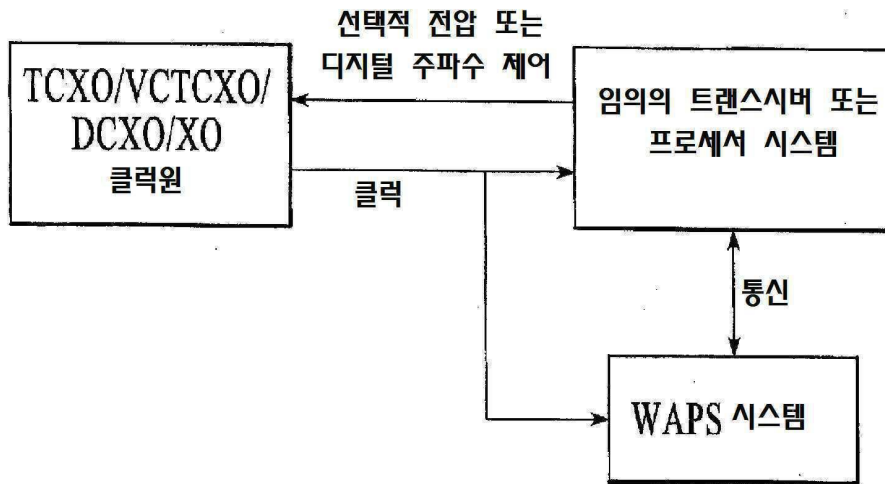 선택적 전압 또는
디지털 주파수 제어
TCXO/VCTCXO/
DCXO/XO
클럭원
임의의 트랜스시버 또는
프로세서 시스템
클럭
통신
WAPS 시스템